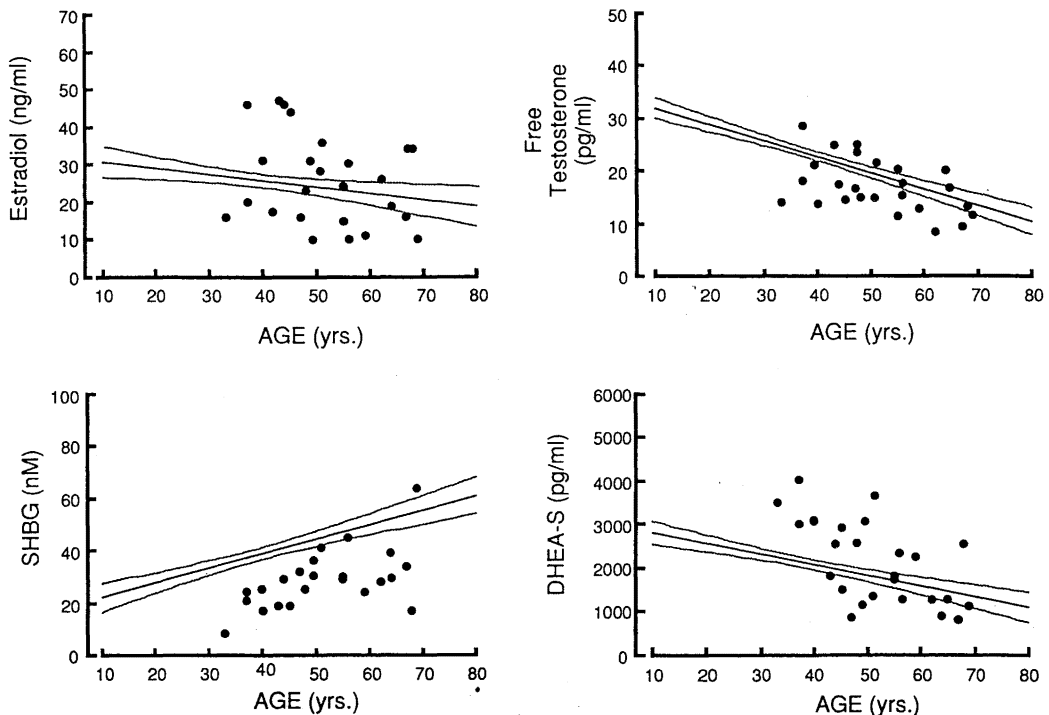 Estradiol (ng/ml)
70
60
50
40
30
20
10
0
10 20 30 40 50 60 70 80
AGE (yrs.)
Free
Testosterone
(pg/ml)
50
40
30
20
10
0
10 20 30 40 50 60 70 80
AGE (yrs.)
SHBG (nM)
100
80
60
40
20
0
10 20 30 40 50 60 70 80
AGE (yrs.)
DHEA-S (pg/ml)
6000
5000
4000
3000
2000
1000
0
10 20 30 40 50 60 70 80
AGE (yrs.)